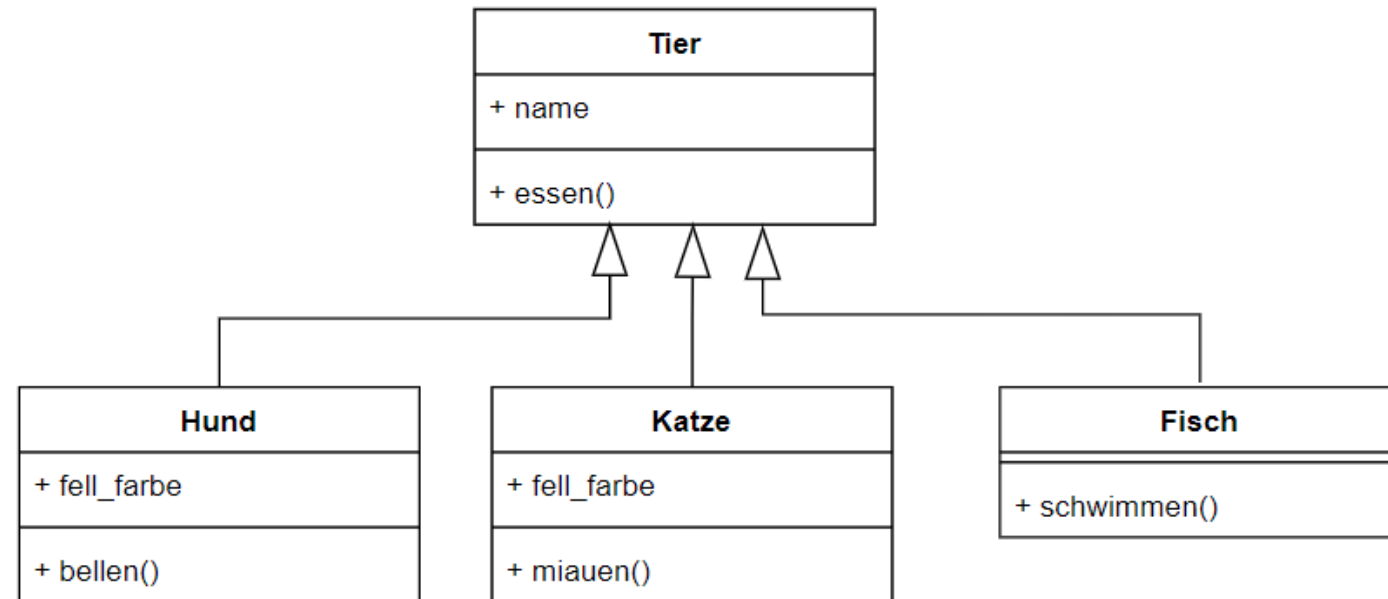 Tier
+ name
+ essen()
Hund
+ fell_farbe
+ bellen()
Katze
+ fell_farbe
+ miauen()
Fisch
+ schwimmen()